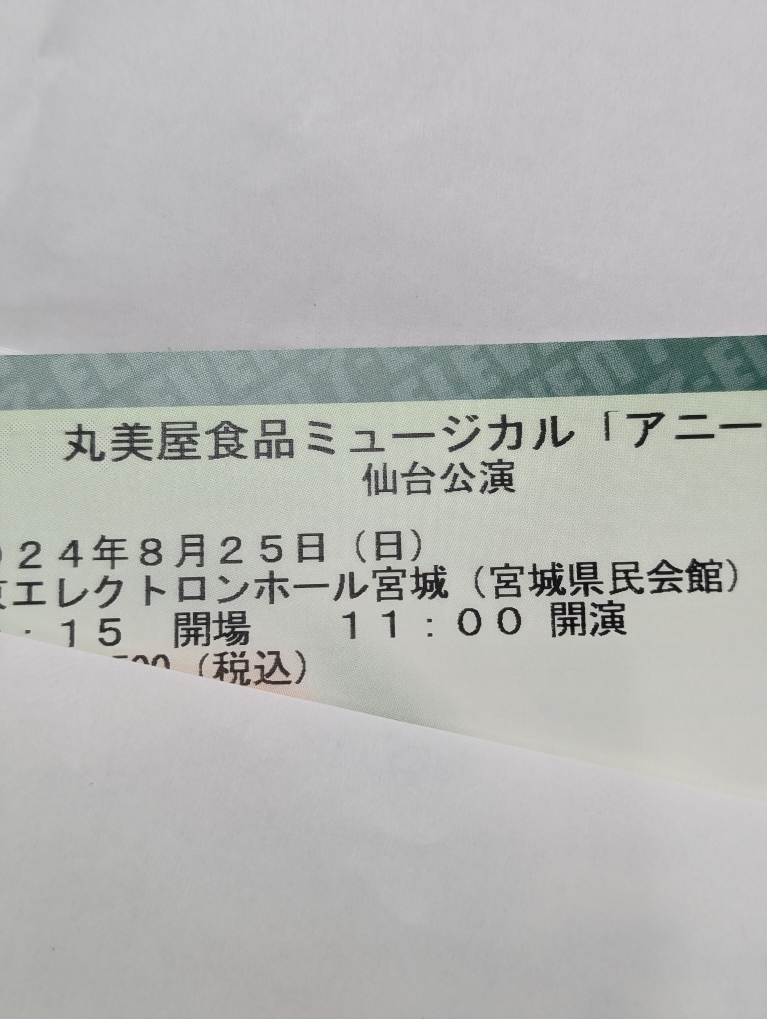 丸美屋食品ミュージカル「アニー
仙台公演
24年8月25日（日）
エレクトロンホール宮城（宮城県民会館）
:15 開場 11:00 開演
（税込）